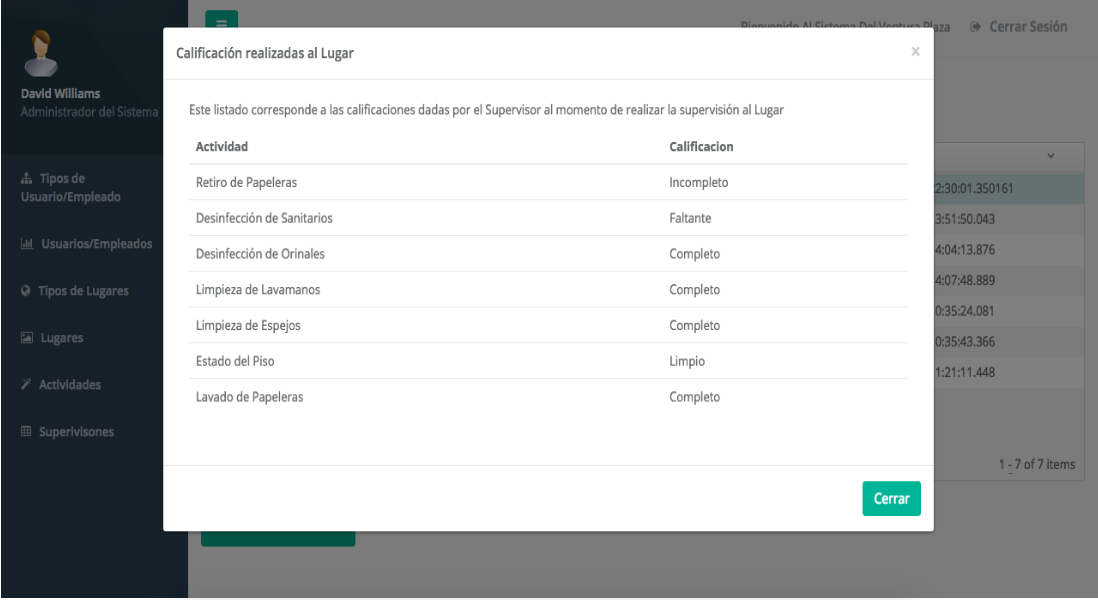 Bienvenido Al Sistema Del Ventura Plaza
Cerrar Sesión
David Williams
Administrador del Sistema
Tipos de
Usuario/Empleado
Usuarios/Empleados
Tipos de Lugares
Lugares
Actividades
Superivisones
Calificación realizadas al Lugar
×
Este listado corresponde a las calificaciones dadas por el Supervisor al momento de realizar la supervisión al Lugar
Actividad Calificacion
Retiro de Papeleras Incompleto
Desinfección de Sanitarios Faltante
Desinfección de Orinales Completo
Limpieza de Lavamanos Completo
Limpieza de Espejos Completo
Estado del Piso Limpio
Lavado de Papeleras Completo
Cerrar
2:30:01.350161
3:51:50.043
4:04:13.876
4:07:48.889
0:35:24.081
0:35:43.366
1:21:11.448
1 - 7 of 7 items